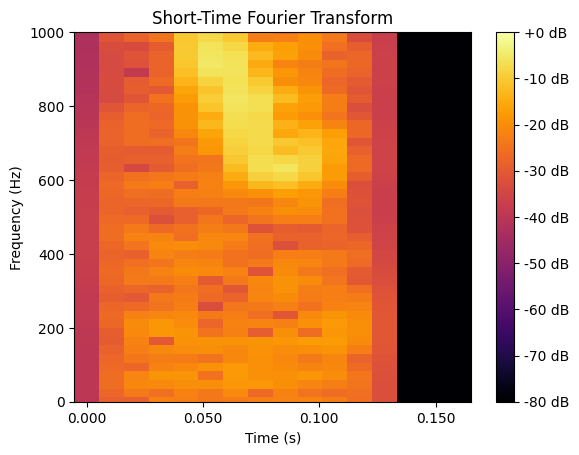 Short-Time Fourier Transform
1000
800
600
400
200
0
Frequency (Hz)
0.000
0.050
0.100
0.150
Time (s)
+0 dB
-10 dB
-20 dB
-30 dB
-40 dB
-50 dB
-60 dB
-70 dB
-80 dB